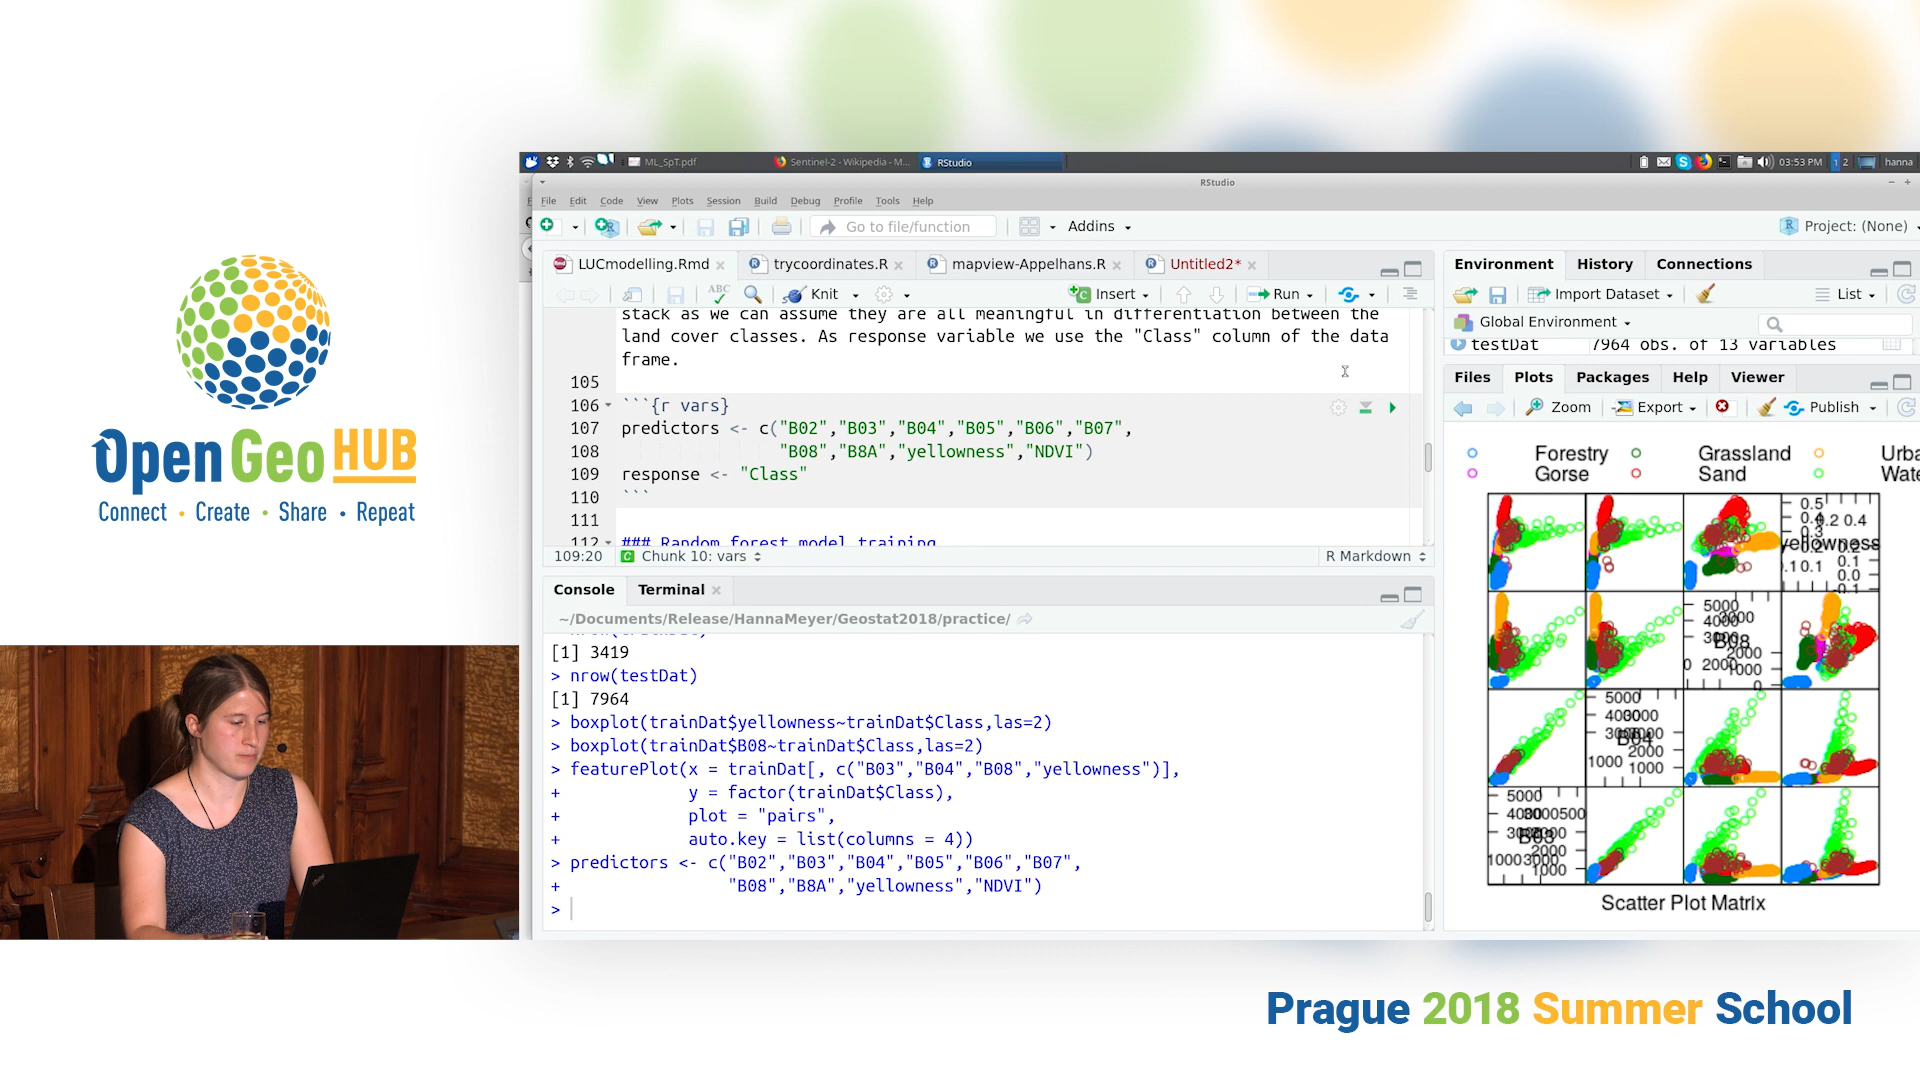 OpenGeoHUB
Connect • Create • Share • Repeat
ML_SpT.pdf
Sentinel-2 - Wikipedia - M...
RStudio
03:53 PM
1 2
hanna
RStudio
File Edit Code View Plots Session Build Debug Profile Tools Help
Go to file/function
Addins
Project: (None)
LUCmodelling.Rmd
trycoordinates.R
mapview-Appelhans.R
Untitled2*
ABC
Knit
Insert
Run
stack as we can assume they are all meaningful in differentiation between the
land cover classes. As response variable we use the "Class" column of the data
frame.
105
106 ```{r vars}
107 predictors <- c("B02","B03","B04","B05","B06","B07",
108 "B08","B8A","yellowness","NDVI")
109 response <- "Class"
110 ```
111
112 ### Random forest model training
109:20 Chunk 10: vars
R Markdown
Console Terminal
~/Documents/Release/HannaMeyer/Geostat2018/practice/
[1] 3419
> nrow(testDat)
[1] 7964
> boxplot(trainDat$yellowness~trainDat$Class,las=2)
> boxplot(trainDat$B08~trainDat$Class,las=2)
> featurePlot(x = trainDat[, c("B03","B04","B08","yellowness")],
+ y = factor(trainDat$Class),
+ plot = "pairs",
+ auto.key = list(columns = 4))
> predictors <- c("B02","B03","B04","B05","B06","B07",
+ "B08","B8A","yellowness","NDVI")
>
Environment History Connections
Import Dataset
List
Global Environment
testDat 7964 obs. of 13 variables
Files Plots Packages Help Viewer
Zoom Export Publish
Forestry Grassland
Gorse Sand
yellowness
B08
B04
B03
Scatter Plot Matrix
Prague 2018 Summer School